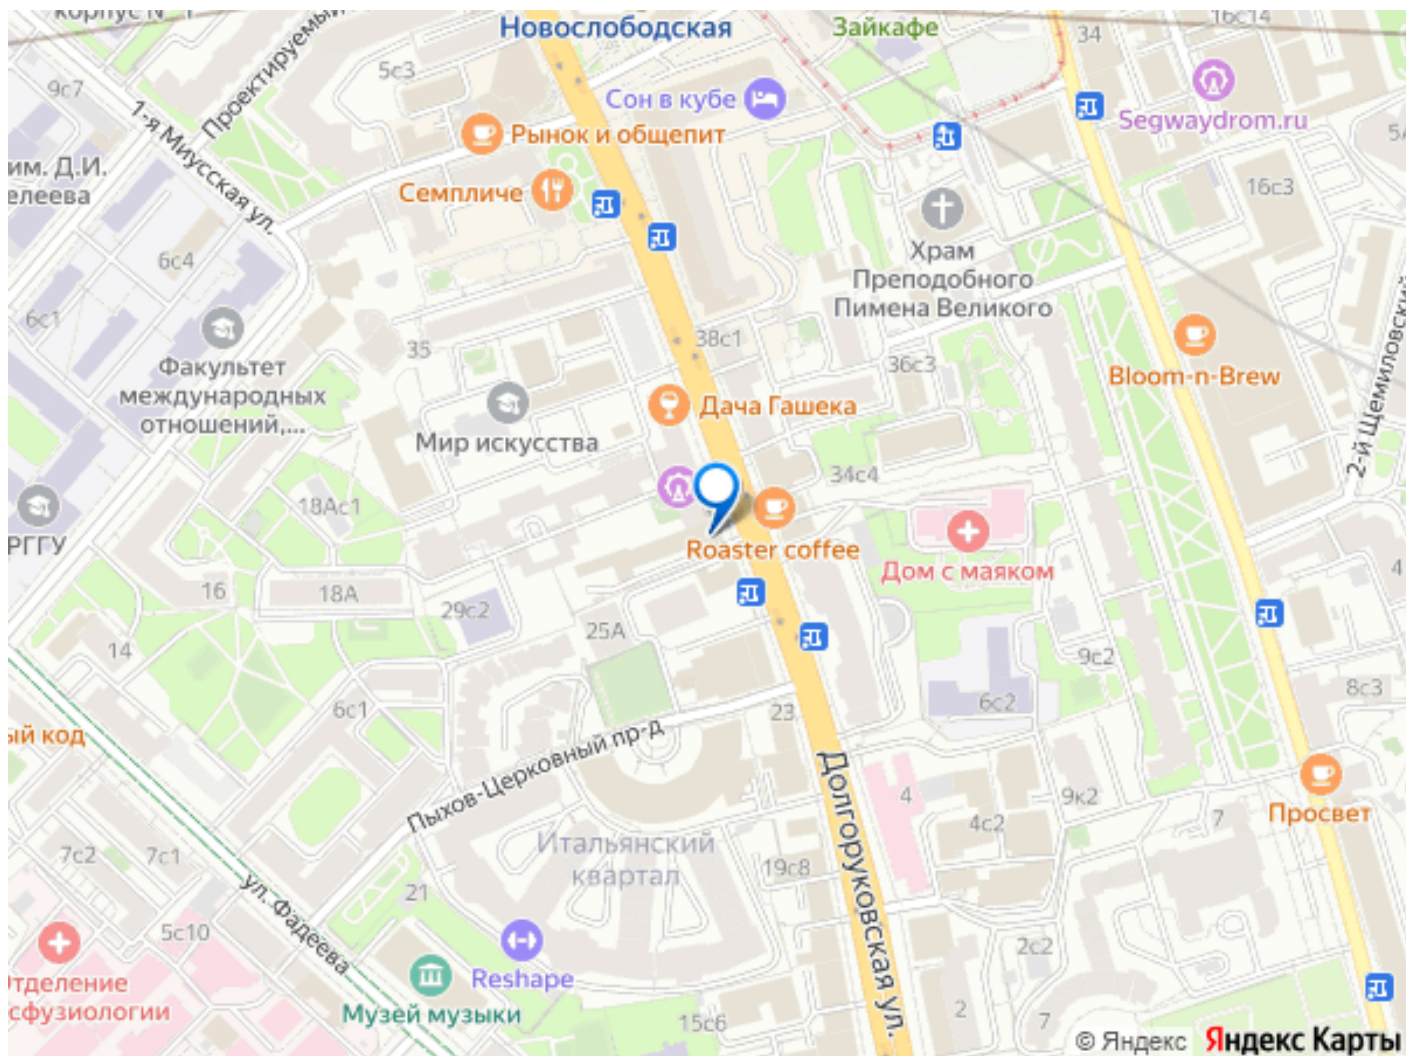 Новослободская
Зайкафе
16с14
34
5с3
9с7
Проектируемый
Сон в кубе
Segwaydrom.ru
1-я Миусская ул.
Рынок и общепит
им. Д.И.
елеева
Семпличе
16с3
6с4
Храм
Преподобного
Пимена Великого
6с1
38с1
35
36с3
Факультет
международных
отношений,...
Bloom-n-Brew
2-й Щемиловский
Дача Гашека
Мир искусства
34с4
18Ас1
РГГУ
Roaster coffee
Дом с маяком
4
16
18А
29с2
25А
14
9с2
8с3
6с1
6с2
23
ый код
Пыхов-Церковный пр-д
Долгоруковская ул.
4
9к2
7
Просвет
4с2
Итальянский
квартал
7с2
7с1
19с8
21
ул. Фадеева
5с10
2с2
Отделение
сфузиологии
Reshape
Музей музыки
15с6
2
7
© Яндекс Яндекс Карты